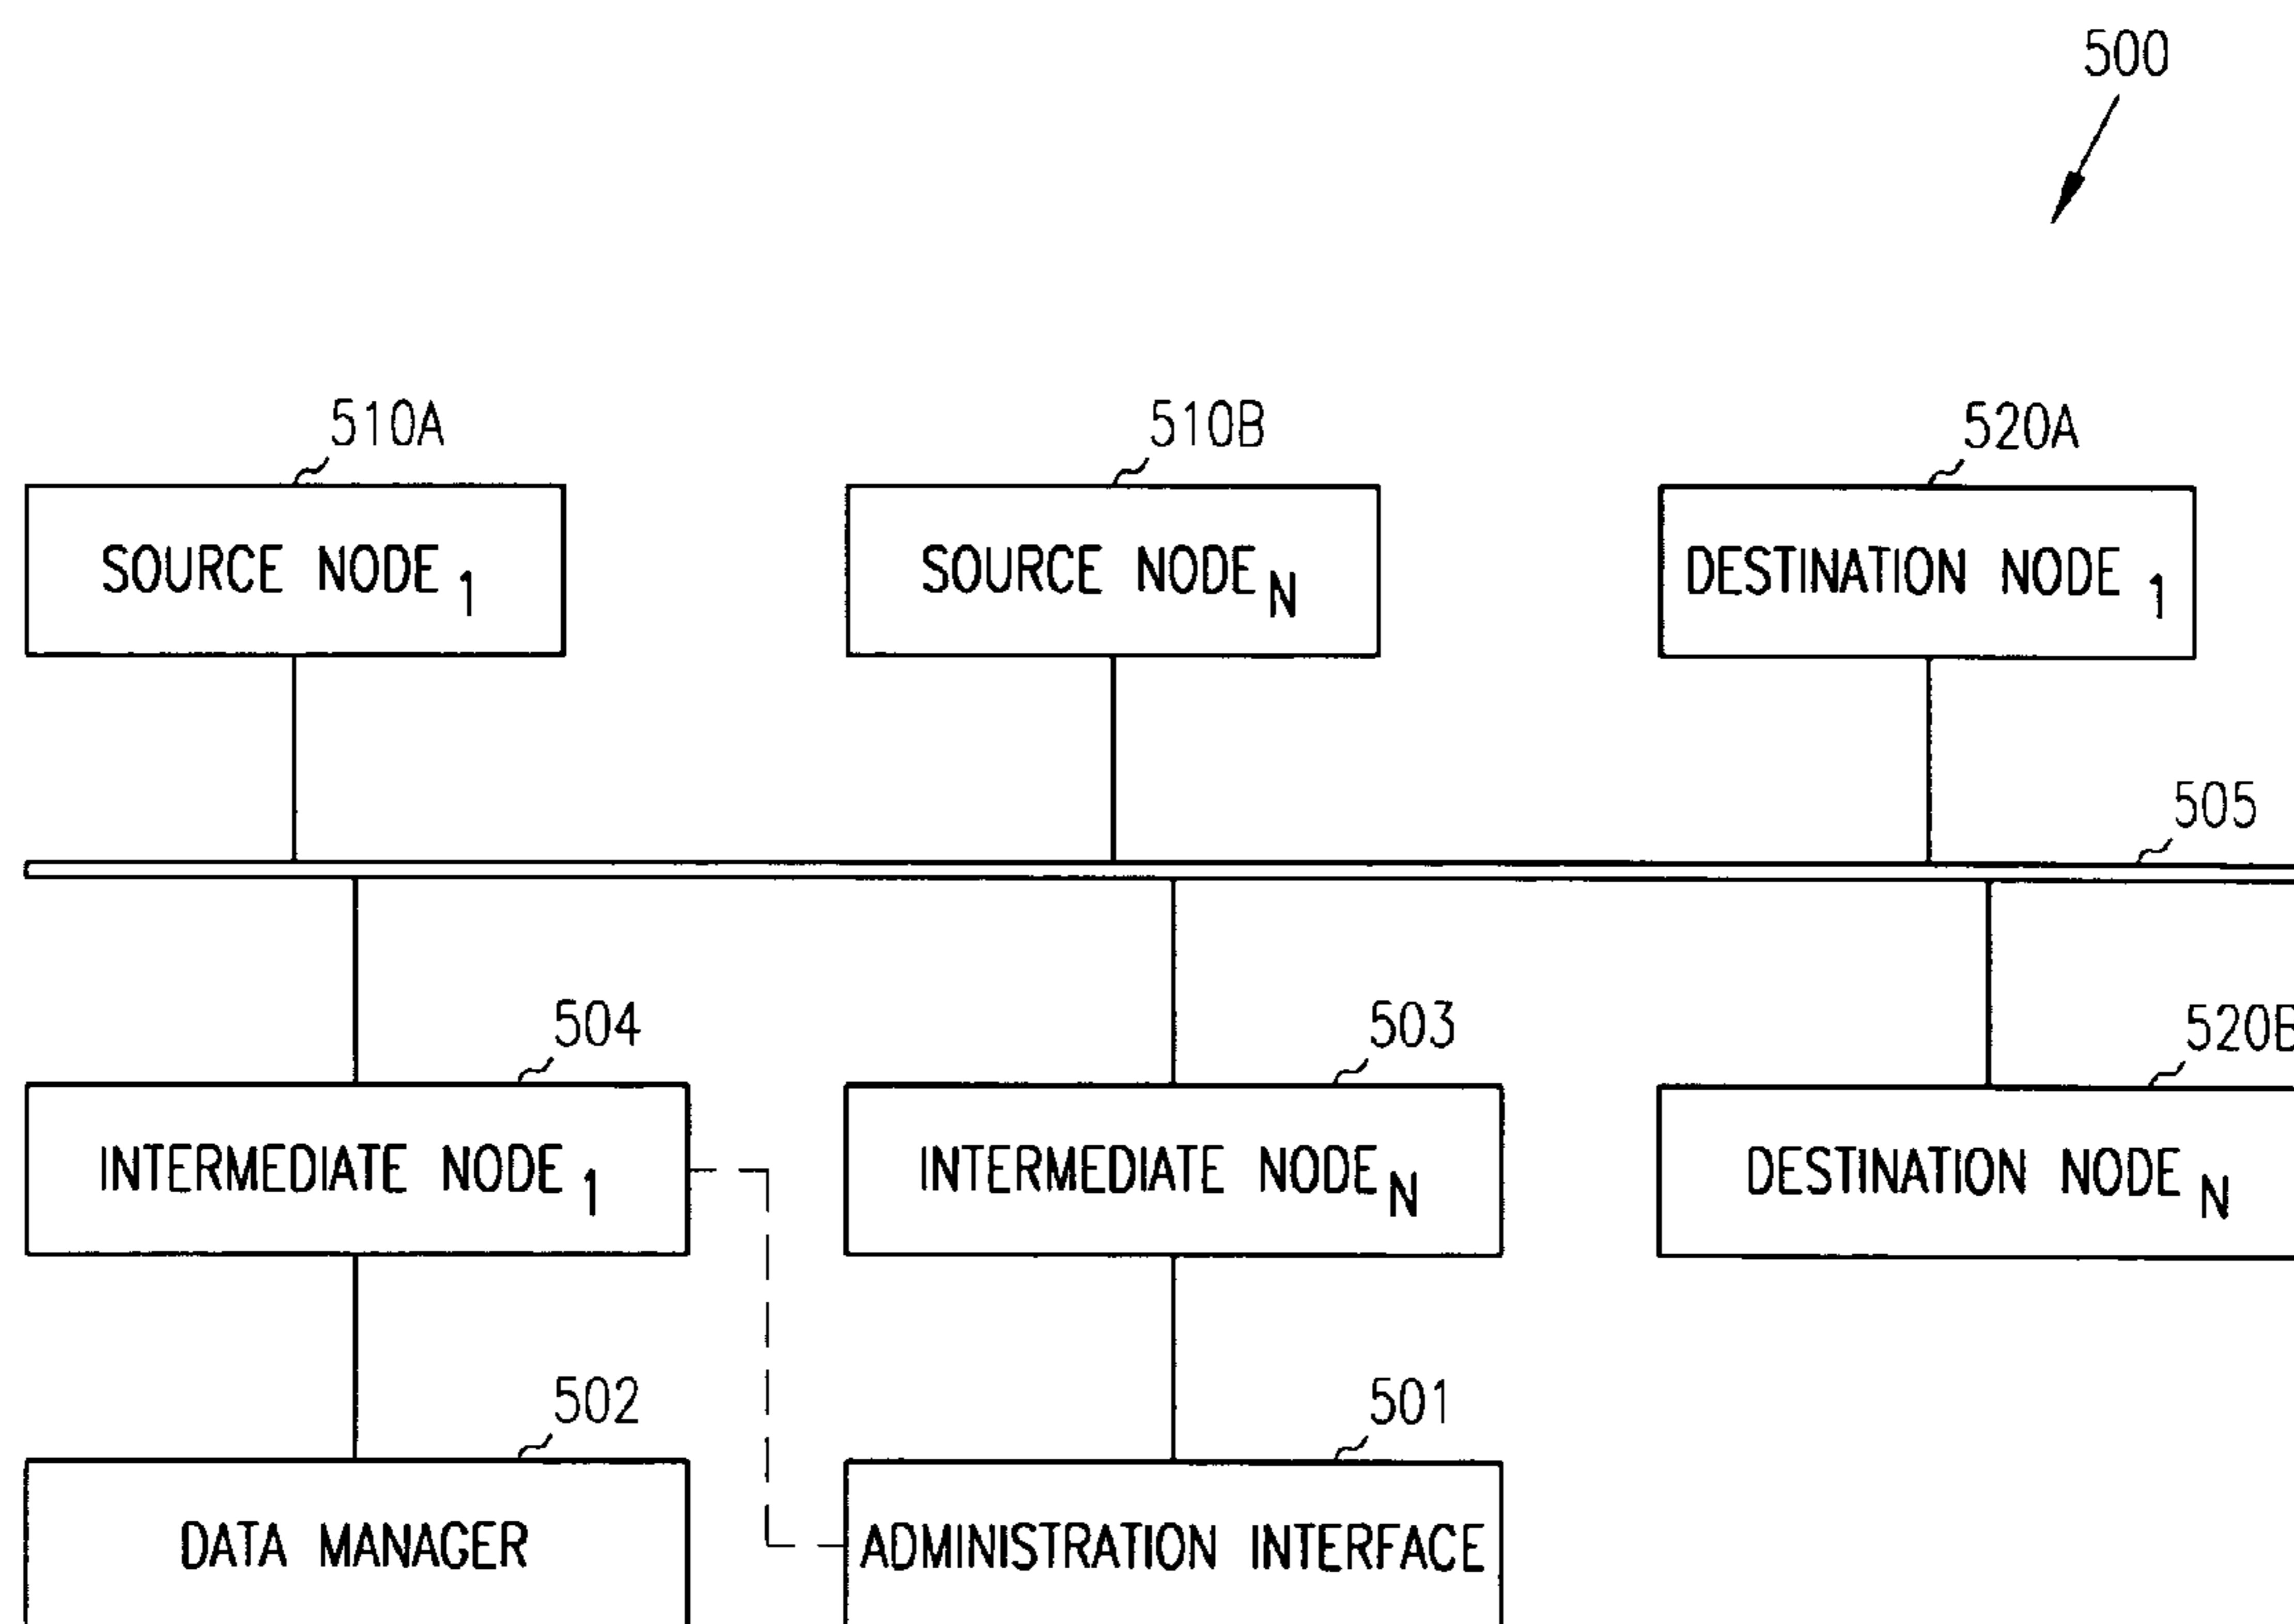 500
510A
510B
520A
SOURCE NODE 1
SOURCE NODE N
DESTINATION NODE 1
505
504
503
520B
INTERMEDIATE NODE 1
INTERMEDIATE NODE N
DESTINATION NODE N
502
501
DATA MANAGER
ADMINISTRATION INTERFACE